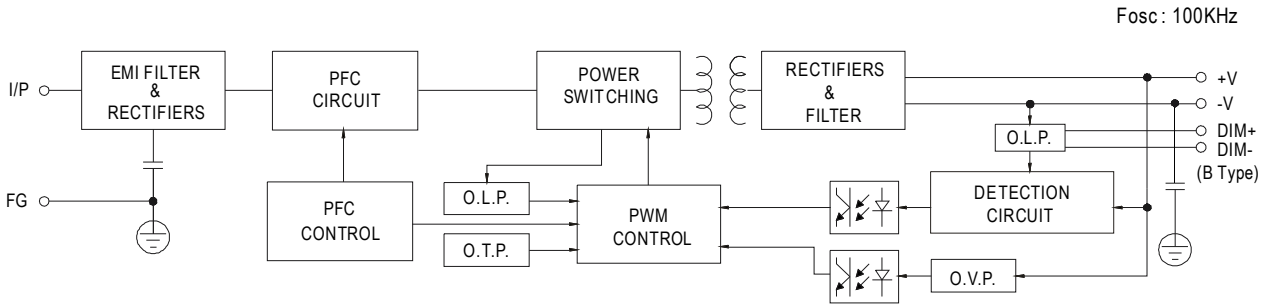 Fosc : 100KHz
I/P
EMI FILTER
&
RECTIFIERS
PFC
CIRCUIT
POWER
SWITCHING
RECTIFIERS
&
FILTER
+V
-V
O.L.P.
DIM+
DIM-
(B Type)
FG
PFC
CONTROL
O.L.P.
O.T.P.
PWM
CONTROL
DETECTION
CIRCUIT
O.V.P.